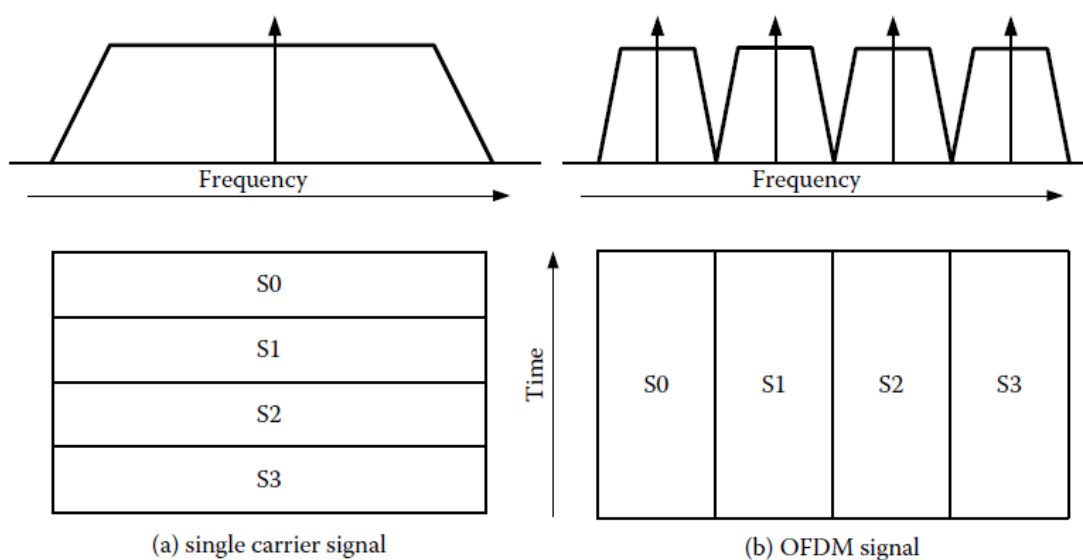 Frequency
Frequency
S0
S1
S2
S3
(a) single carrier signal
Time
S0 S1 S2 S3
(b) OFDM signal